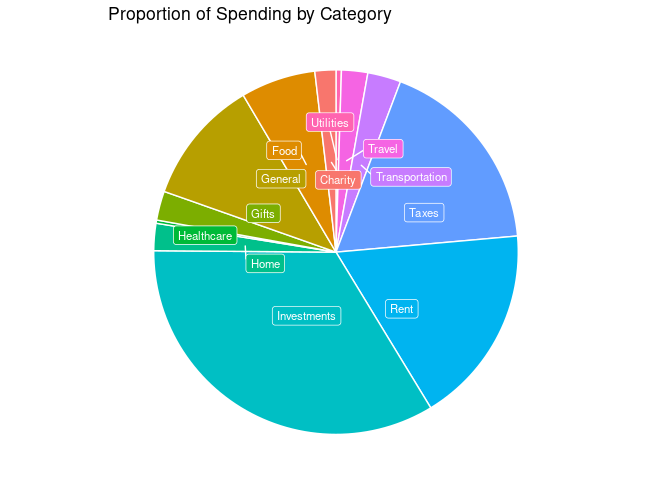 Proportion of Spending by Category
Utilities
Food
Travel
General
Charity
Transportation
Gifts
Taxes
Healthcare
Home
Investments
Rent